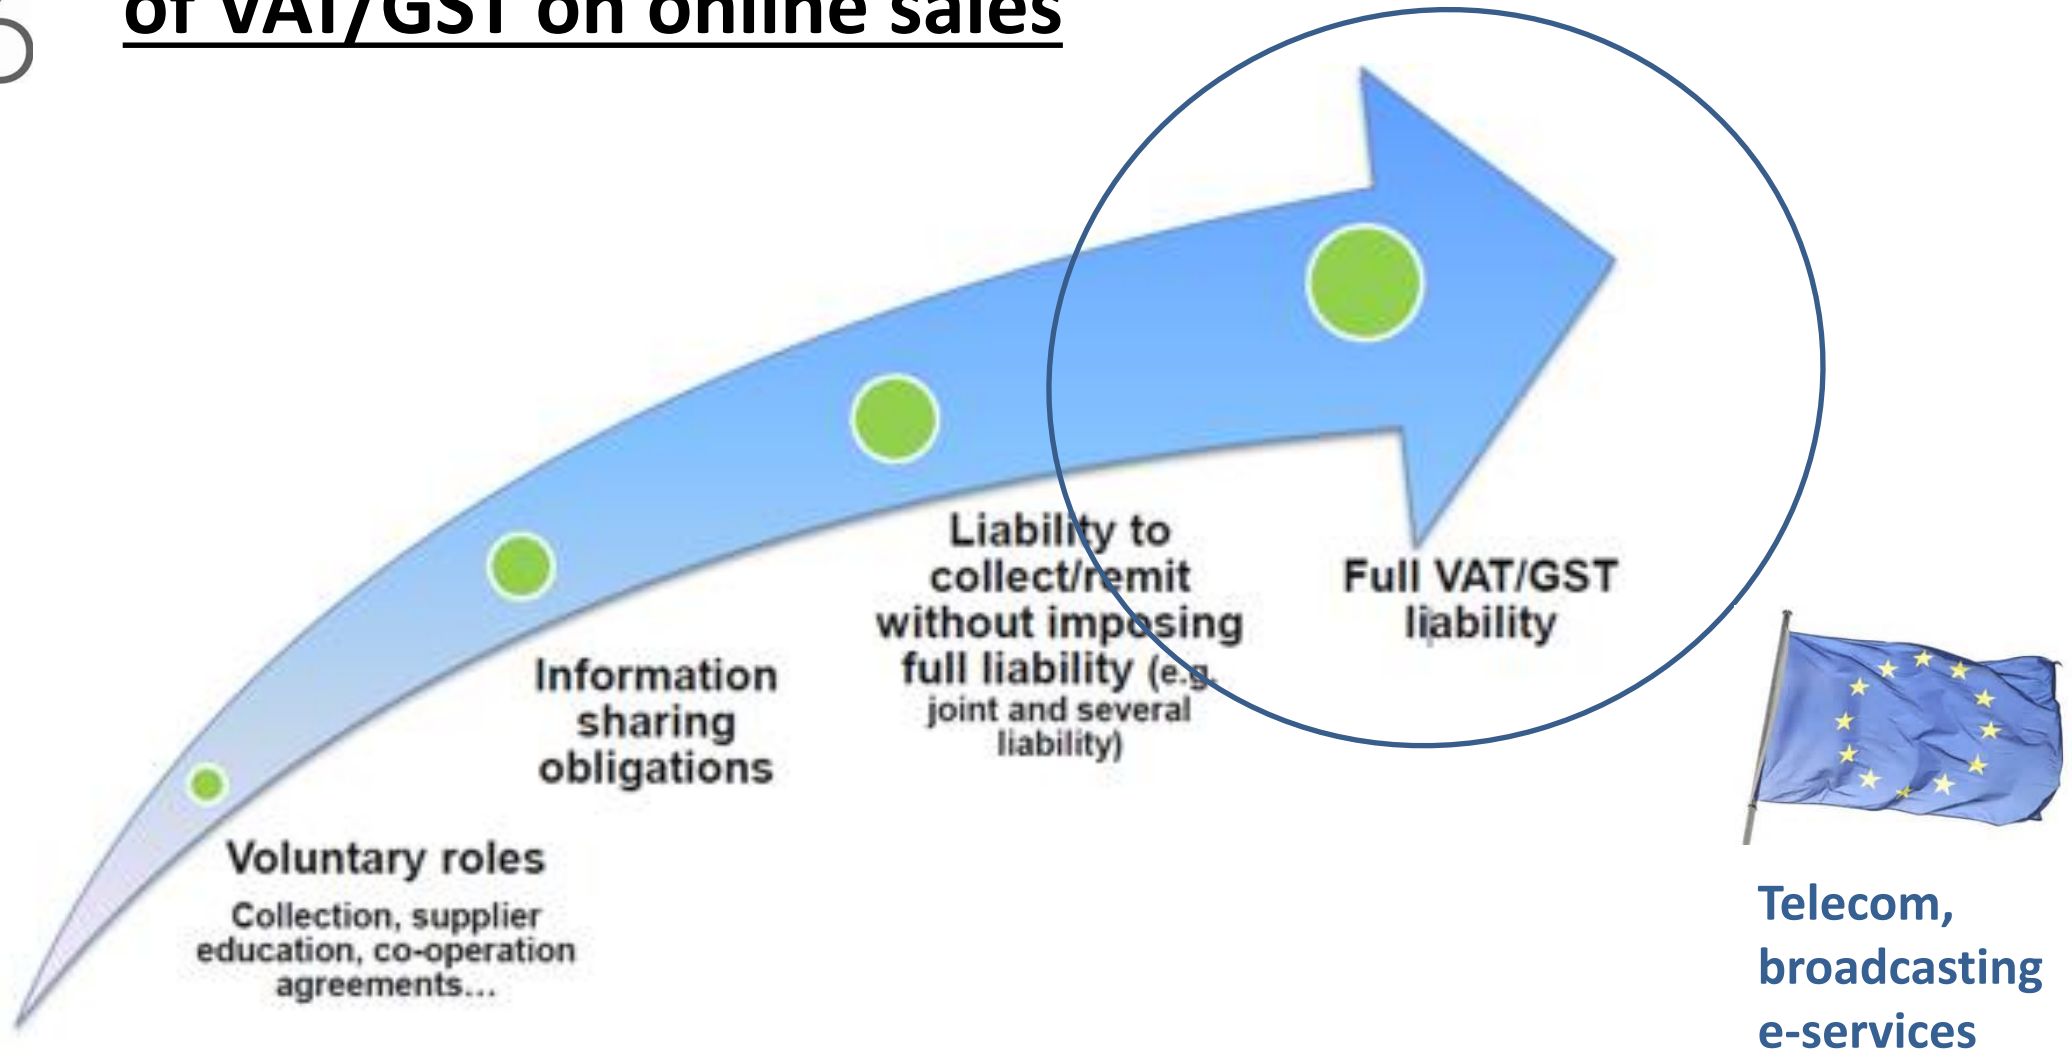 of VAT/GST on online sales
Liability to
collect/remit
without imposing
full liability (e.g.
joint and several
liability)
Full VAT/GST
liability
Information
sharing
obligations
Voluntary roles
Collection, supplier
education, co-operation
agreements...
Telecom,
broadcasting
e-services